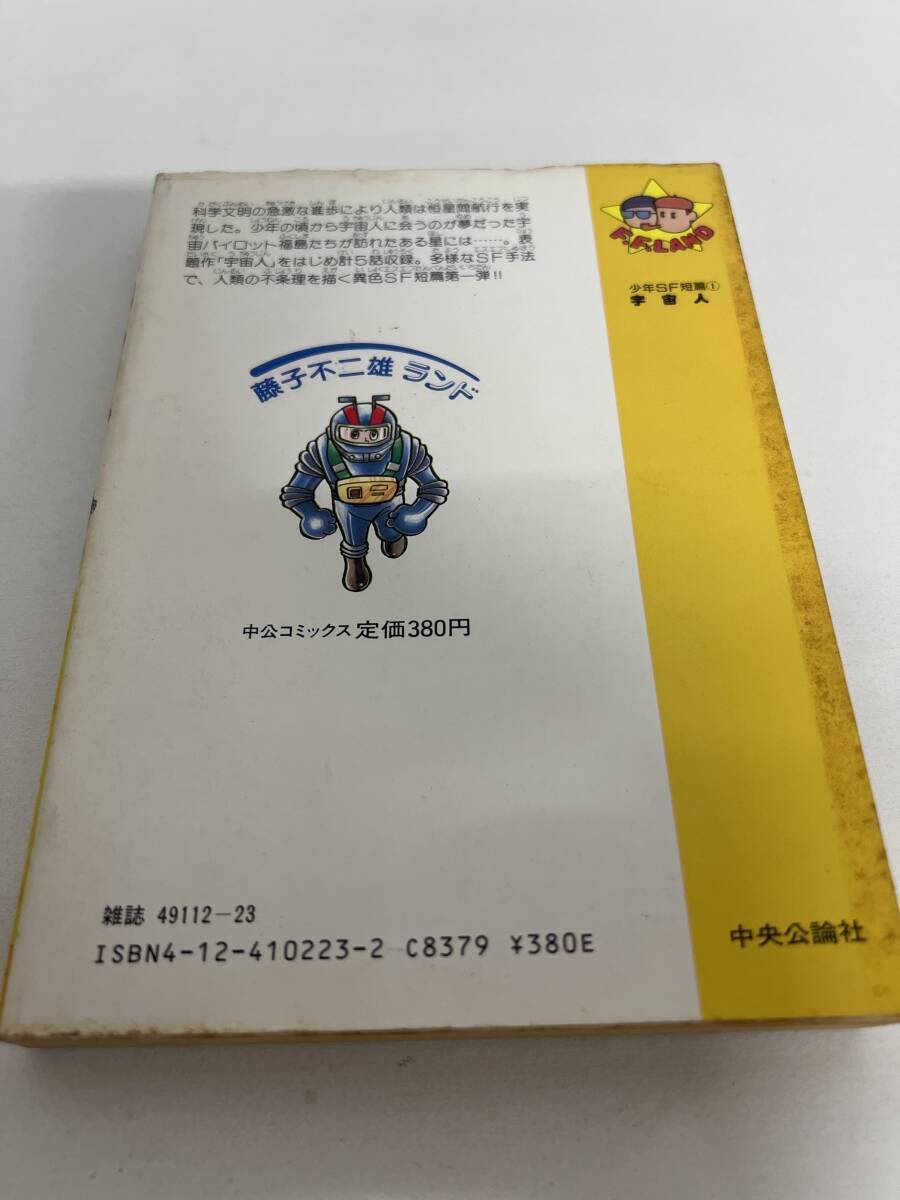 科学文明の急激な進歩により人類は恒星間航行を実
現した。少年の頃から宇宙人に会うのが夢だった宇
宙パイロット福島たちが訪れたある星には……。表
題作「宇宙人」をはじめ計5話収録。多様なSF手法
で、人類の不条理を描く異色SF短篇第一弾!!
F.F.LAND
少年SF短篇①
宇宙人
藤子不二雄 ランド
中公コミックス 定価380円
雑誌 49112-23
ISBN4-12-410223-2 C8379 ¥380E
中央公論社